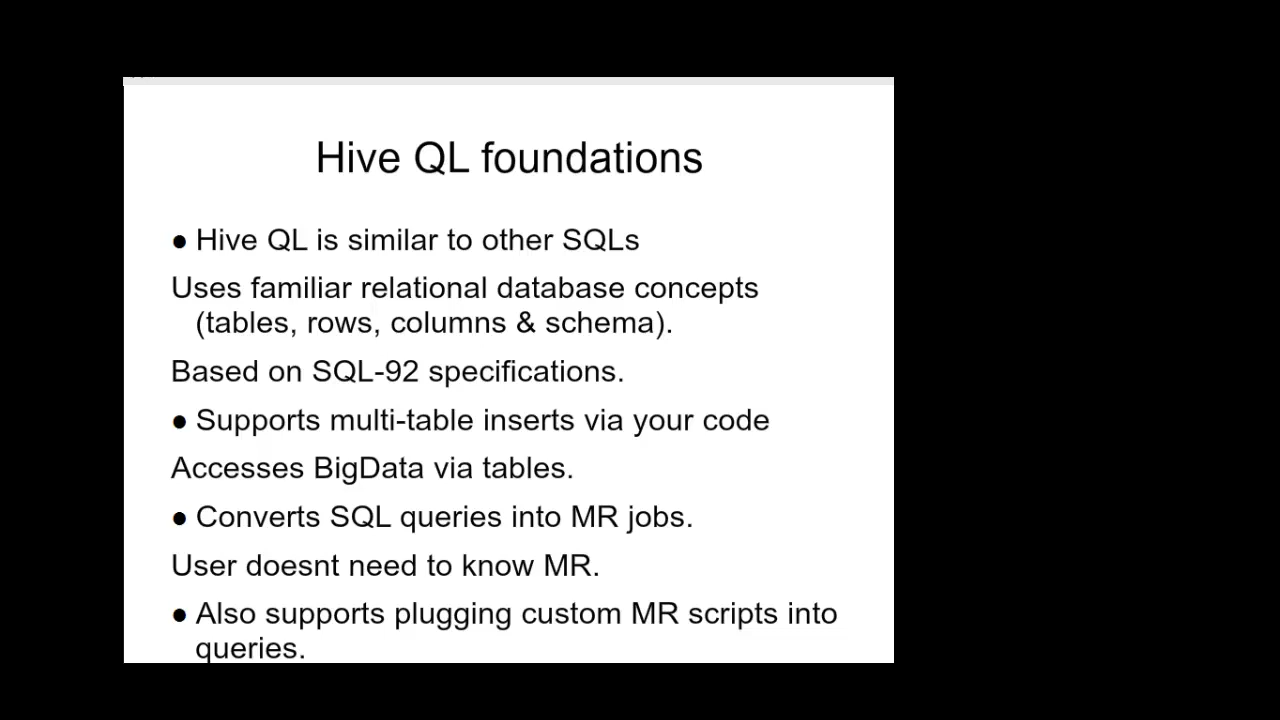 Hive QL foundations
● Hive QL is similar to other SQLs
Uses familiar relational database concepts
(tables, rows, columns & schema).
Based on SQL-92 specifications.
● Supports multi-table inserts via your code
Accesses BigData via tables.
● Converts SQL queries into MR jobs.
User doesnt need to know MR.
● Also supports plugging custom MR scripts into
queries.